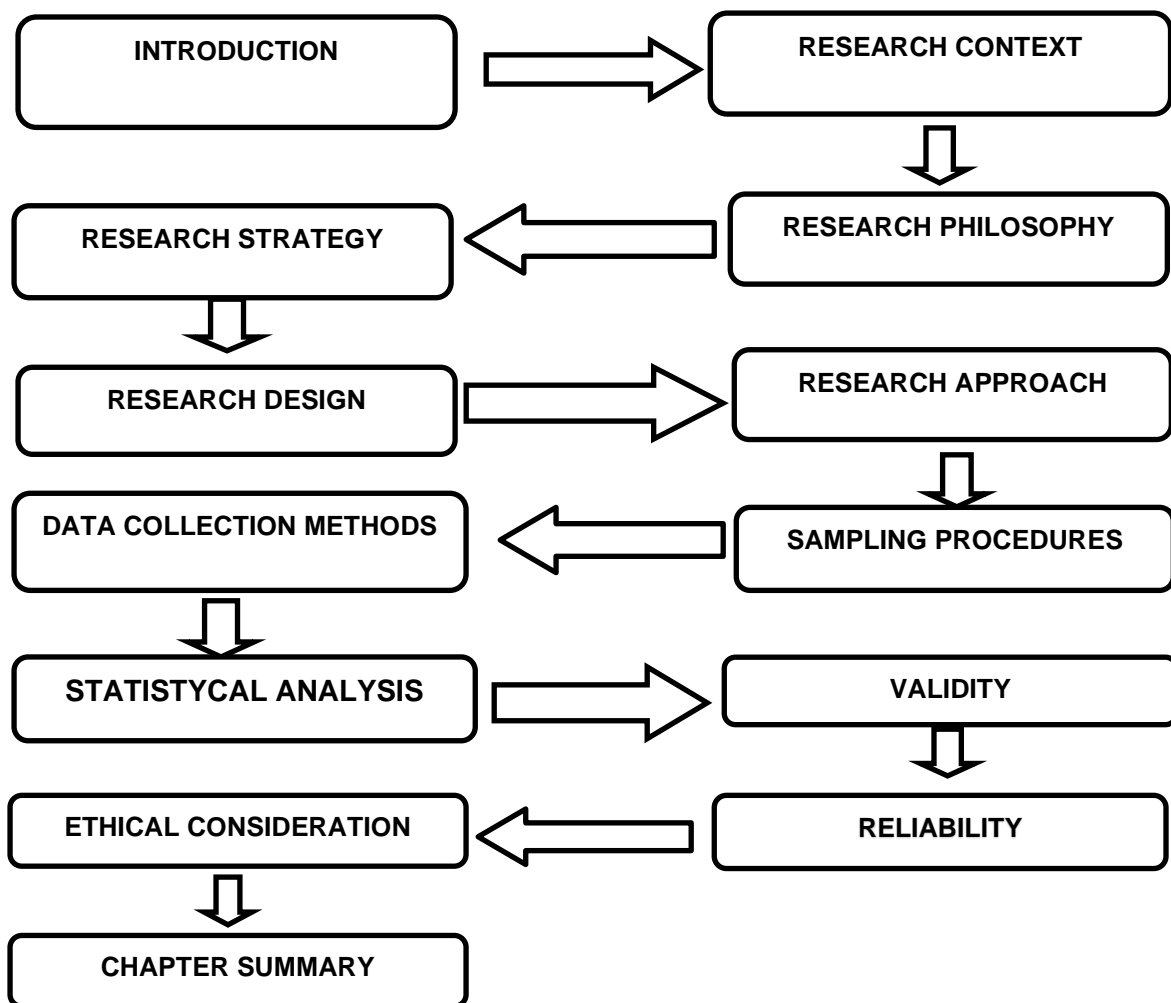 INTRODUCTION
RESEARCH CONTEXT
RESEARCH STRATEGY
RESEARCH PHILOSOPHY
RESEARCH DESIGN
RESEARCH APPROACH
DATA COLLECTION METHODS
SAMPLING PROCEDURES
STATISTYCAL ANALYSIS
VALIDITY
ETHICAL CONSIDERATION
RELIABILITY
CHAPTER SUMMARY